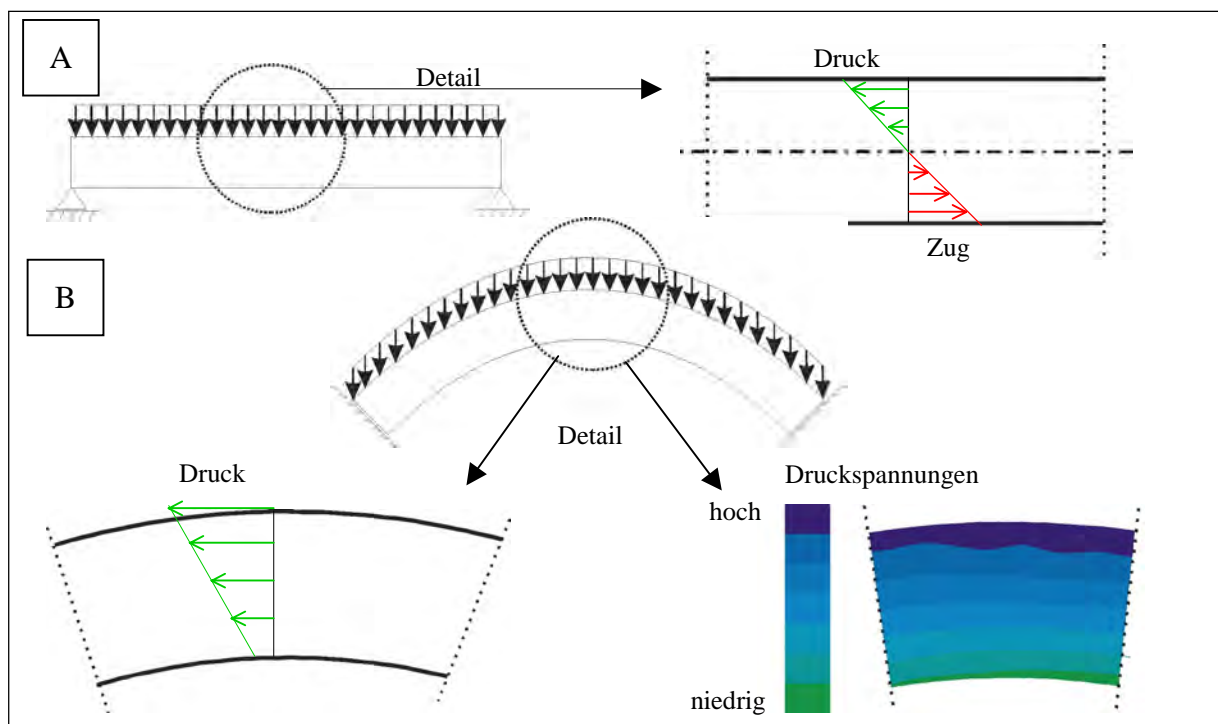 A
Detail
Druck
Zug
B
Detail
Druck
Druckspannungen
hoch
niedrig